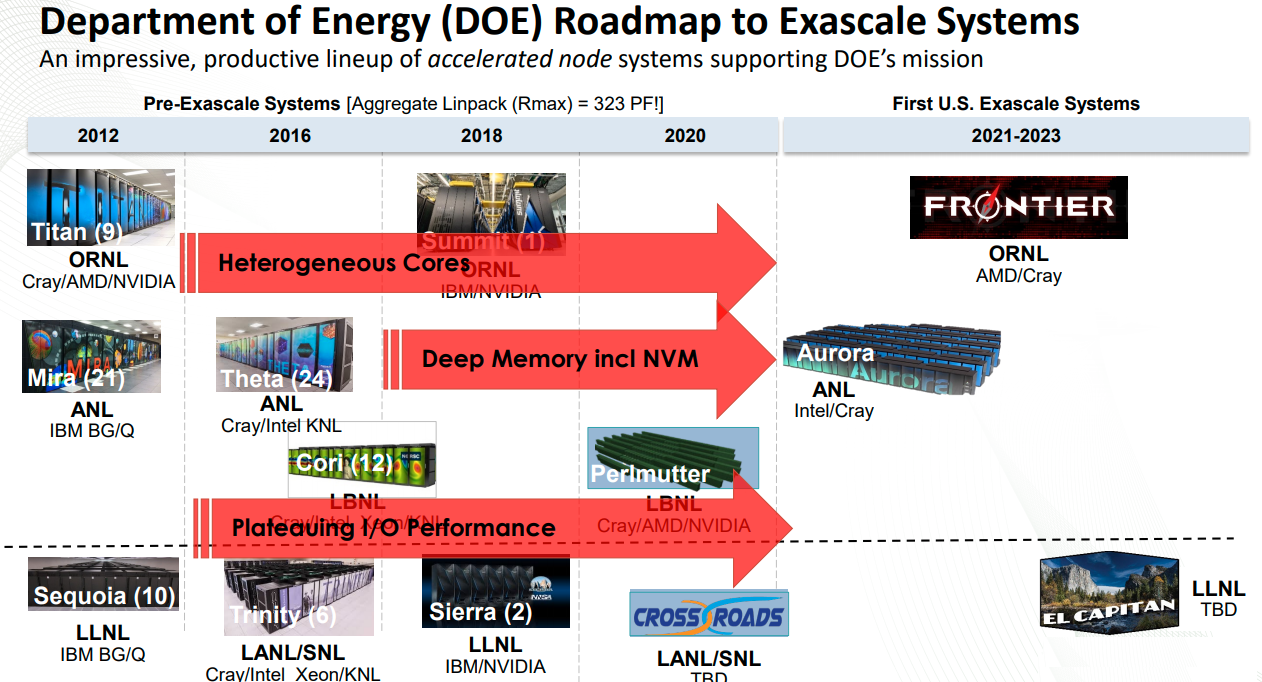 Department of Energy (DOE) Roadmap to Exascale Systems
An impressive, productive lineup of accelerated node systems supporting DOE's mission
Pre-Exascale Systems [Aggregate Linpack (Rmax) = 323 PF!]
First U.S. Exascale Systems
2012
2016
2018
2020
2021-2023
Titan (9)
ORNL
Cray/AMD/NVIDIA
Summit (1)
ORNL
IBM/NVIDIA
FRONTIER
ORNL
AMD/Cray
Heterogeneous Cores
MIRA
Mira (21)
ANL
IBM BG/Q
Theta (24)
ANL
Cray/Intel KNL
Deep Memory incl NVM
Aurora
Aurora
ANL
Intel/Cray
Cori (12)
LBNL
Cray/Intel Xeon/KNL
Perlmutter
LBNL
Cray/AMD/NVIDIA
Plateauing I/O Performance
Sequoia (10)
LLNL
IBM BG/Q
Trinity (6)
LANL/SNL
Cray/Intel Xeon/KNL
Sierra (2)
LLNL
IBM/NVIDIA
CROSSROADS
LANL/SNL
TBD
EL CAPITAN
LLNL
TBD